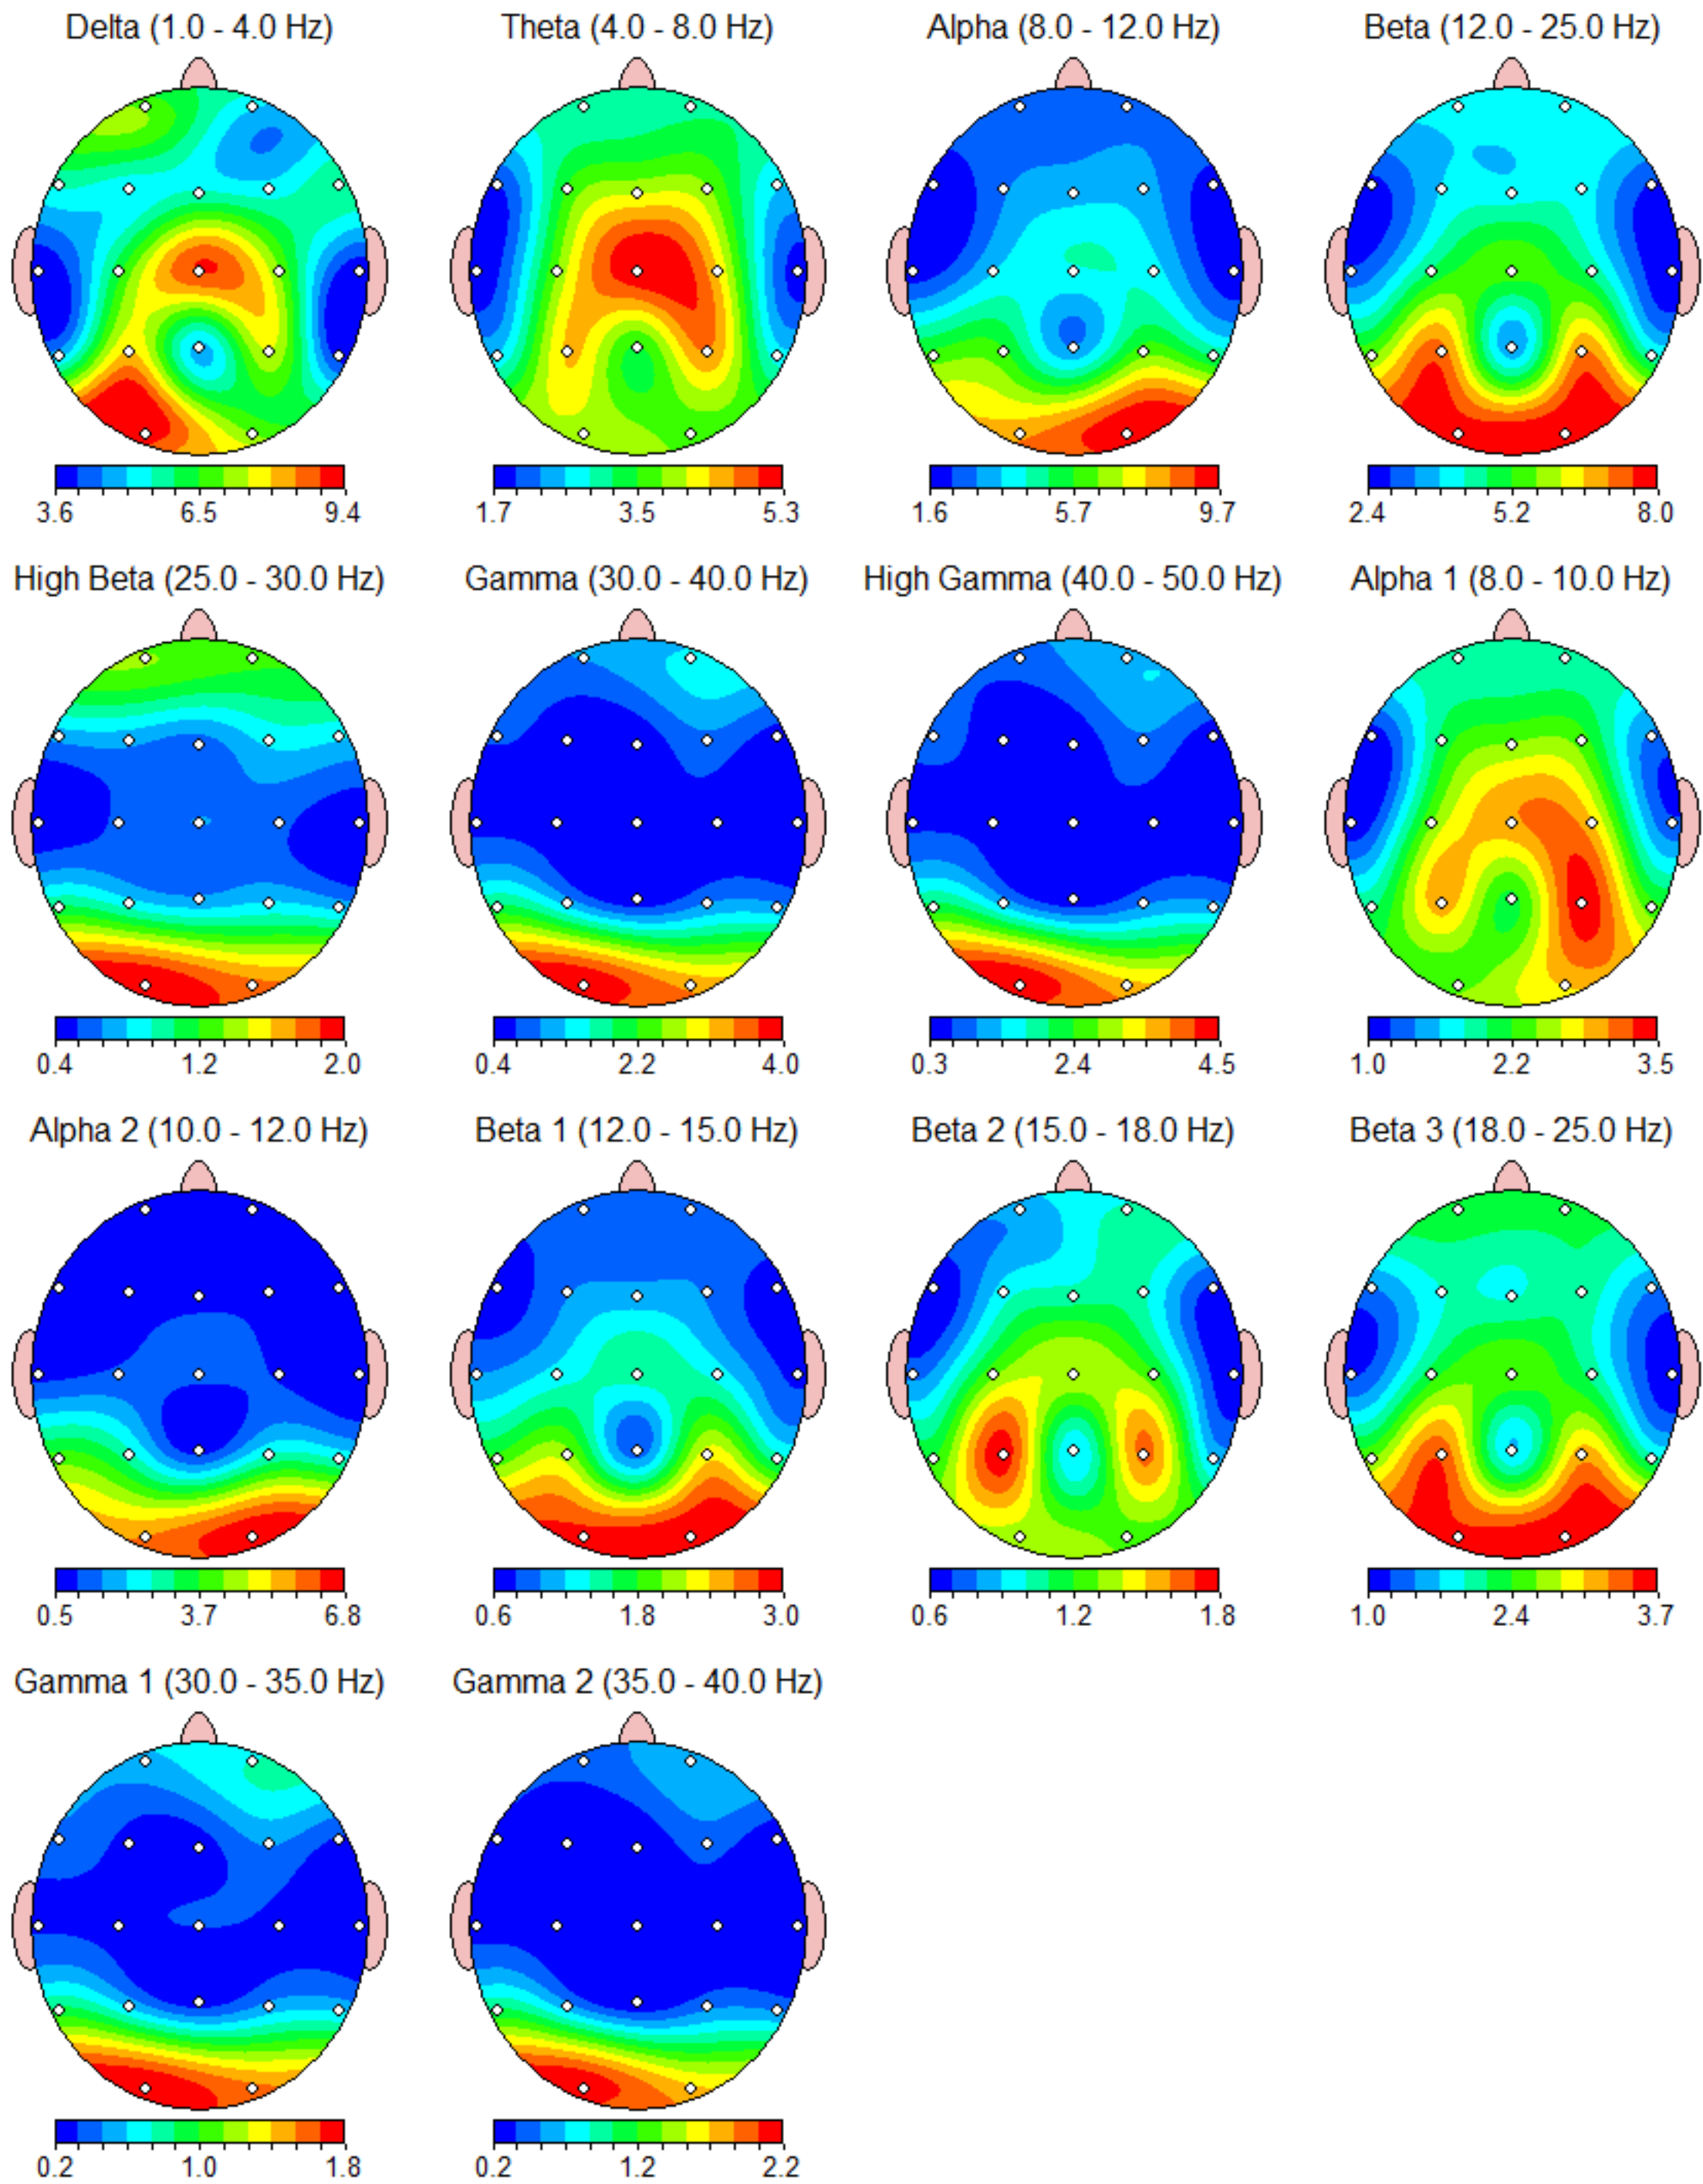 Delta (1.0 - 4.0 Hz) Theta (4.0 - 8.0 Hz) Alpha (8.0 - 12.0 Hz) Beta (12.0 - 25.0 Hz)
3.6 6.5 9.4 1.7 3.5 5.3 1.6 5.7 9.7 2.4 5.2 8.0
High Beta (25.0 - 30.0 Hz) Gamma (30.0 - 40.0 Hz) High Gamma (40.0 - 50.0 Hz) Alpha 1 (8.0 - 10.0 Hz)
0.4 1.2 2.0 0.4 2.2 4.0 0.3 2.4 4.5 1.0 2.2 3.5
Alpha 2 (10.0 - 12.0 Hz) Beta 1 (12.0 - 15.0 Hz) Beta 2 (15.0 - 18.0 Hz) Beta 3 (18.0 - 25.0 Hz)
0.5 3.7 6.8 0.6 1.8 3.0 0.6 1.2 1.8 1.0 2.4 3.7
Gamma 1 (30.0 - 35.0 Hz) Gamma 2 (35.0 - 40.0 Hz)
0.2 1.0 1.8 0.2 1.2 2.2